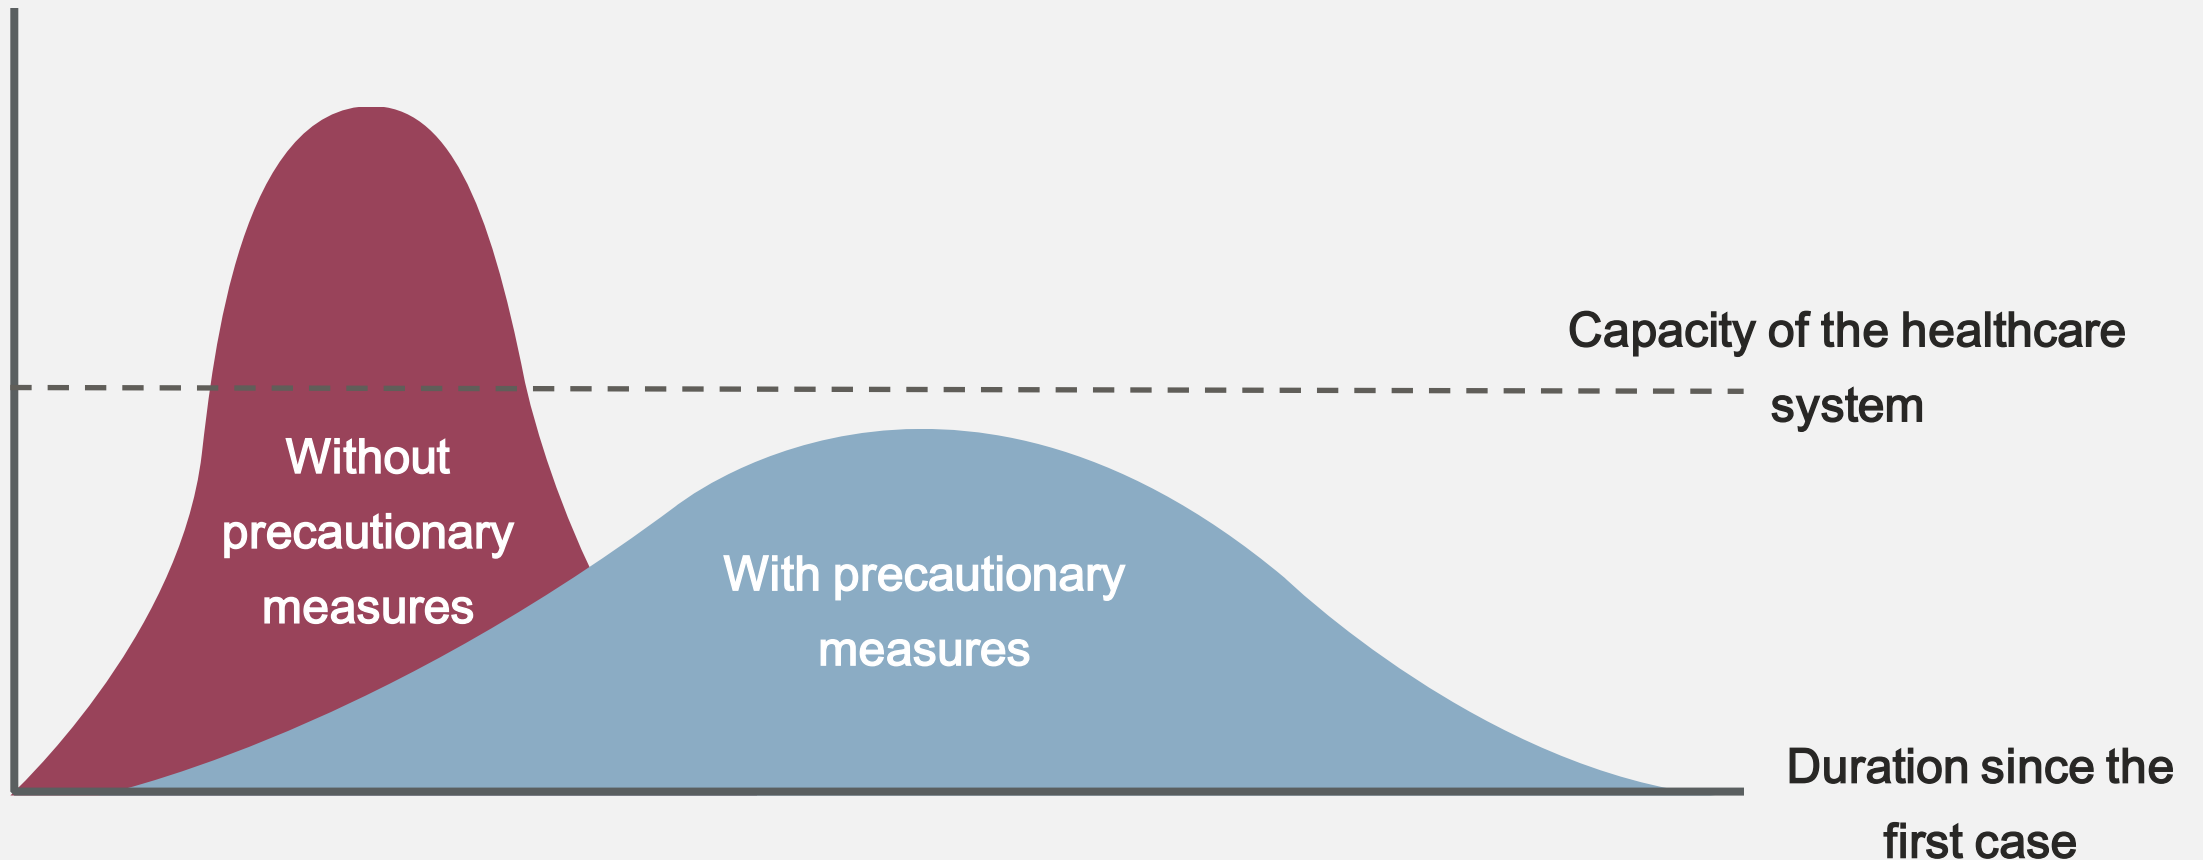 Capacity of the healthcare
system
Without
precautionary
measures
With precautionary
measures
Duration since the
first case